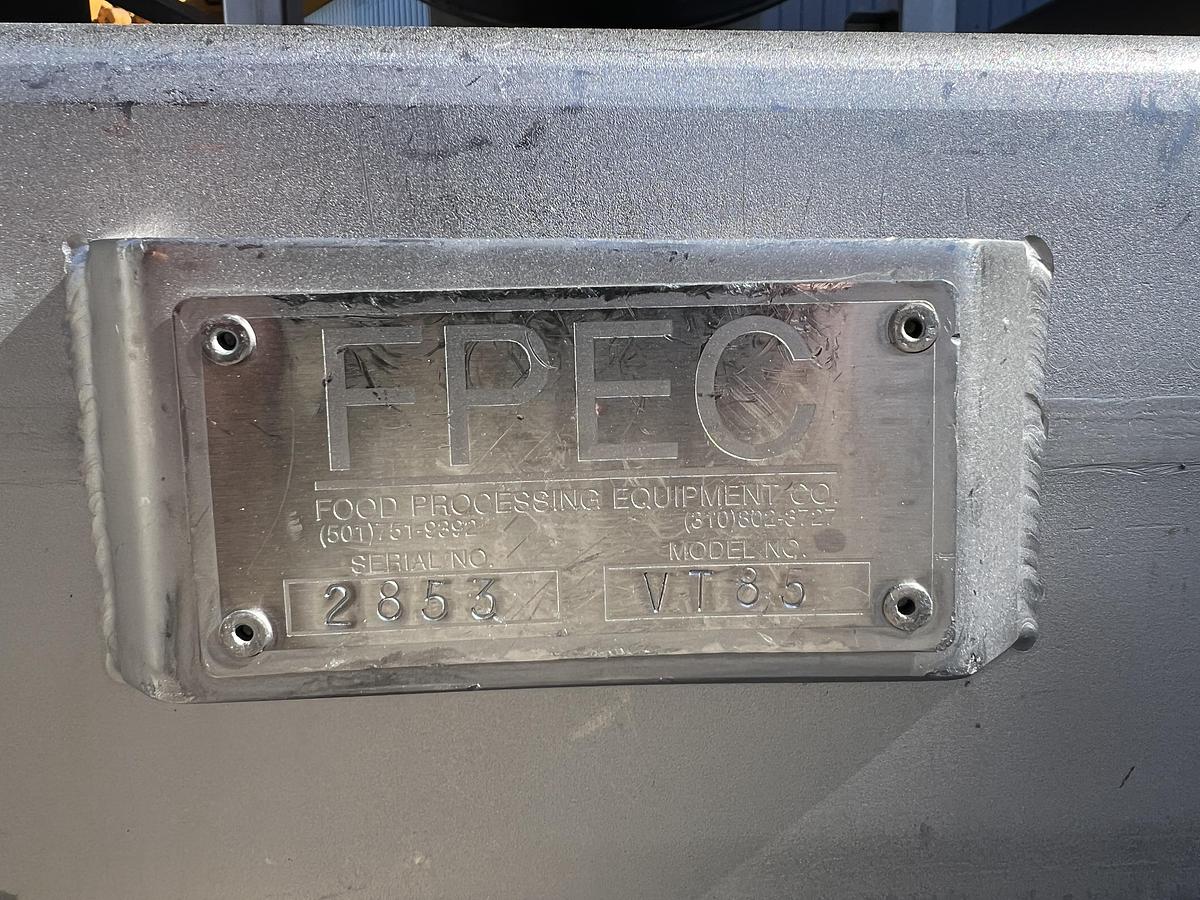 FPEC
FOOD PROCESSING EQUIPMENT CO.
(501)751-9392 (310)802-3727
SERIAL NO. MODEL NO.
2853 VT85